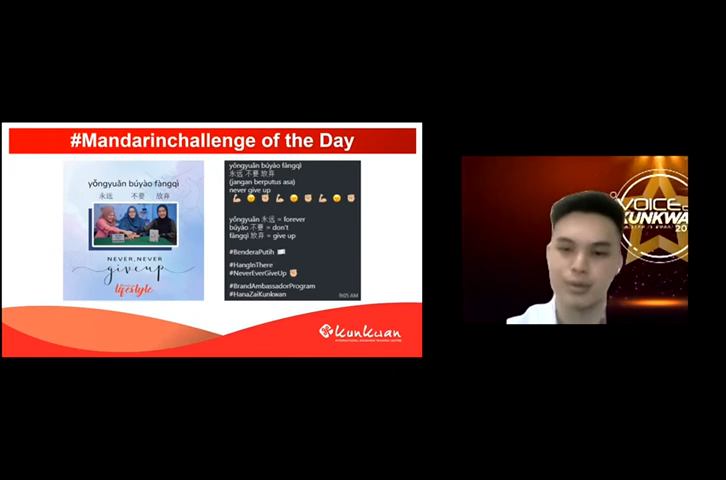 #Mandarinchallenge of the Day
yǒngyuǎn búyào fàngqì
永远 不要 放弃
NEVER, NEVER
give up
lifestyle
yǒngyuǎn búyào fàngqì
永远 不要 放弃
(jangan berputus asa)
never give up
💪 😊 ✊ 💪 😊 ✊ 💪 😊 ✊
yǒngyuǎn 永远 = forever
búyào 不要 = don't
fàngqì 放弃 = give up
#BenderaPutih 🏳
#HangInThere
#NeverEverGiveUp ✊
#BrandAmbassadorProgram
#HanaZaiKunkwan
9:05 AM
kunkwan
INTERNATIONAL MANDARIN TRAINING CENTRE
VOICE OF
KUNKWAN